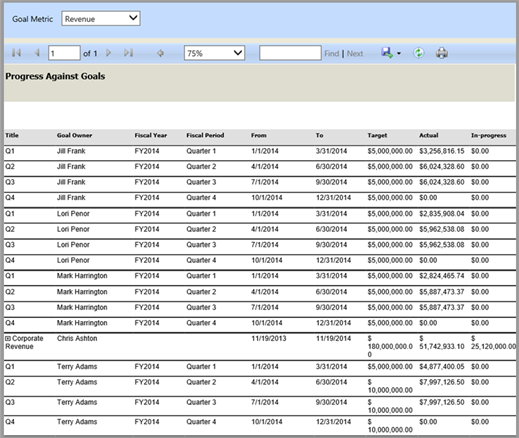 Goal Metric Revenue
1 of 1 75% Find | Next
Progress Against Goals
Title Goal Owner Fiscal Year Fiscal Period From To Target Actual In-progress
Q1 Jill Frank FY2014 Quarter 1 1/1/2014 3/31/2014 $5,000,000.00 $3,256,816.15 $0.00
Q2 Jill Frank FY2014 Quarter 2 4/1/2014 6/30/2014 $5,000,000.00 $6,024,328.60 $0.00
Q3 Jill Frank FY2014 Quarter 3 7/1/2014 9/30/2014 $5,000,000.00 $6,024,328.60 $0.00
Q4 Jill Frank FY2014 Quarter 4 10/1/2014 12/31/2014 $5,000,000.00 $0.00 $0.00
Q1 Lori Penor FY2014 Quarter 1 1/1/2014 3/31/2014 $5,000,000.00 $2,835,908.04 $0.00
Q2 Lori Penor FY2014 Quarter 2 4/1/2014 6/30/2014 $5,000,000.00 $5,962,538.08 $0.00
Q3 Lori Penor FY2014 Quarter 3 7/1/2014 9/30/2014 $5,000,000.00 $5,962,538.08 $0.00
Q4 Lori Penor FY2014 Quarter 4 10/1/2014 12/31/2014 $5,000,000.00 $0.00 $0.00
Q1 Mark Harrington FY2014 Quarter 1 1/1/2014 3/31/2014 $5,000,000.00 $2,824,465.74 $0.00
Q2 Mark Harrington FY2014 Quarter 2 4/1/2014 6/30/2014 $5,000,000.00 $5,887,473.37 $0.00
Q3 Mark Harrington FY2014 Quarter 3 7/1/2014 9/30/2014 $5,000,000.00 $5,887,473.37 $0.00
Q4 Mark Harrington FY2014 Quarter 4 10/1/2014 12/31/2014 $5,000,000.00 $0.00 $0.00
Corporate Chris Ashton 11/19/2013 11/19/2014 $ $ $
Revenue 180,000,000.0 51,742,933.10 25,120,000.00
0
Q1 Terry Adams FY2014 Quarter 1 1/1/2014 3/31/2014 $5,000,000.00 $4,877,400.05 $0.00
Q2 Terry Adams FY2014 Quarter 2 4/1/2014 6/30/2014 $ $7,997,126.50 $0.00
10,000,000.00
Q3 Terry Adams FY2014 Quarter 3 7/1/2014 9/30/2014 $ $7,997,126.50 $0.00
10,000,000.00
Q4 Terry Adams FY2014 Quarter 4 10/1/2014 12/31/2014 $ $0.00 $0.00
10,000,000.00